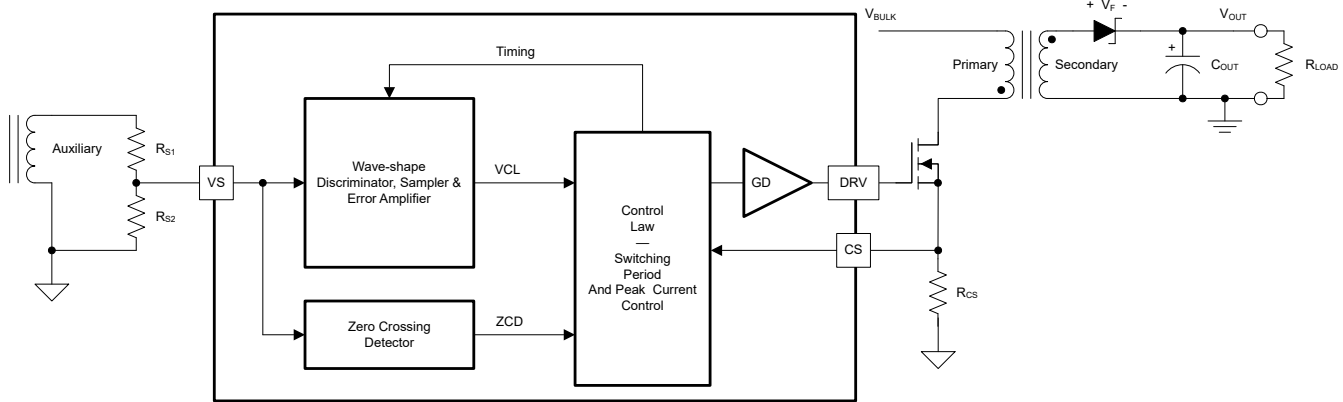 + VF -
VBULK
VOUT
Timing
Primary
Secondary
+
COUT
RLOAD
Auxiliary
RS1
Wave-shape
Discriminator, Sampler &
Error Amplifier
VS
VCL
GD
DRV
RS2
Control
Law
—
Switching
Period
And Peak Current
Control
CS
RCS
Zero Crossing
Detector
ZCD